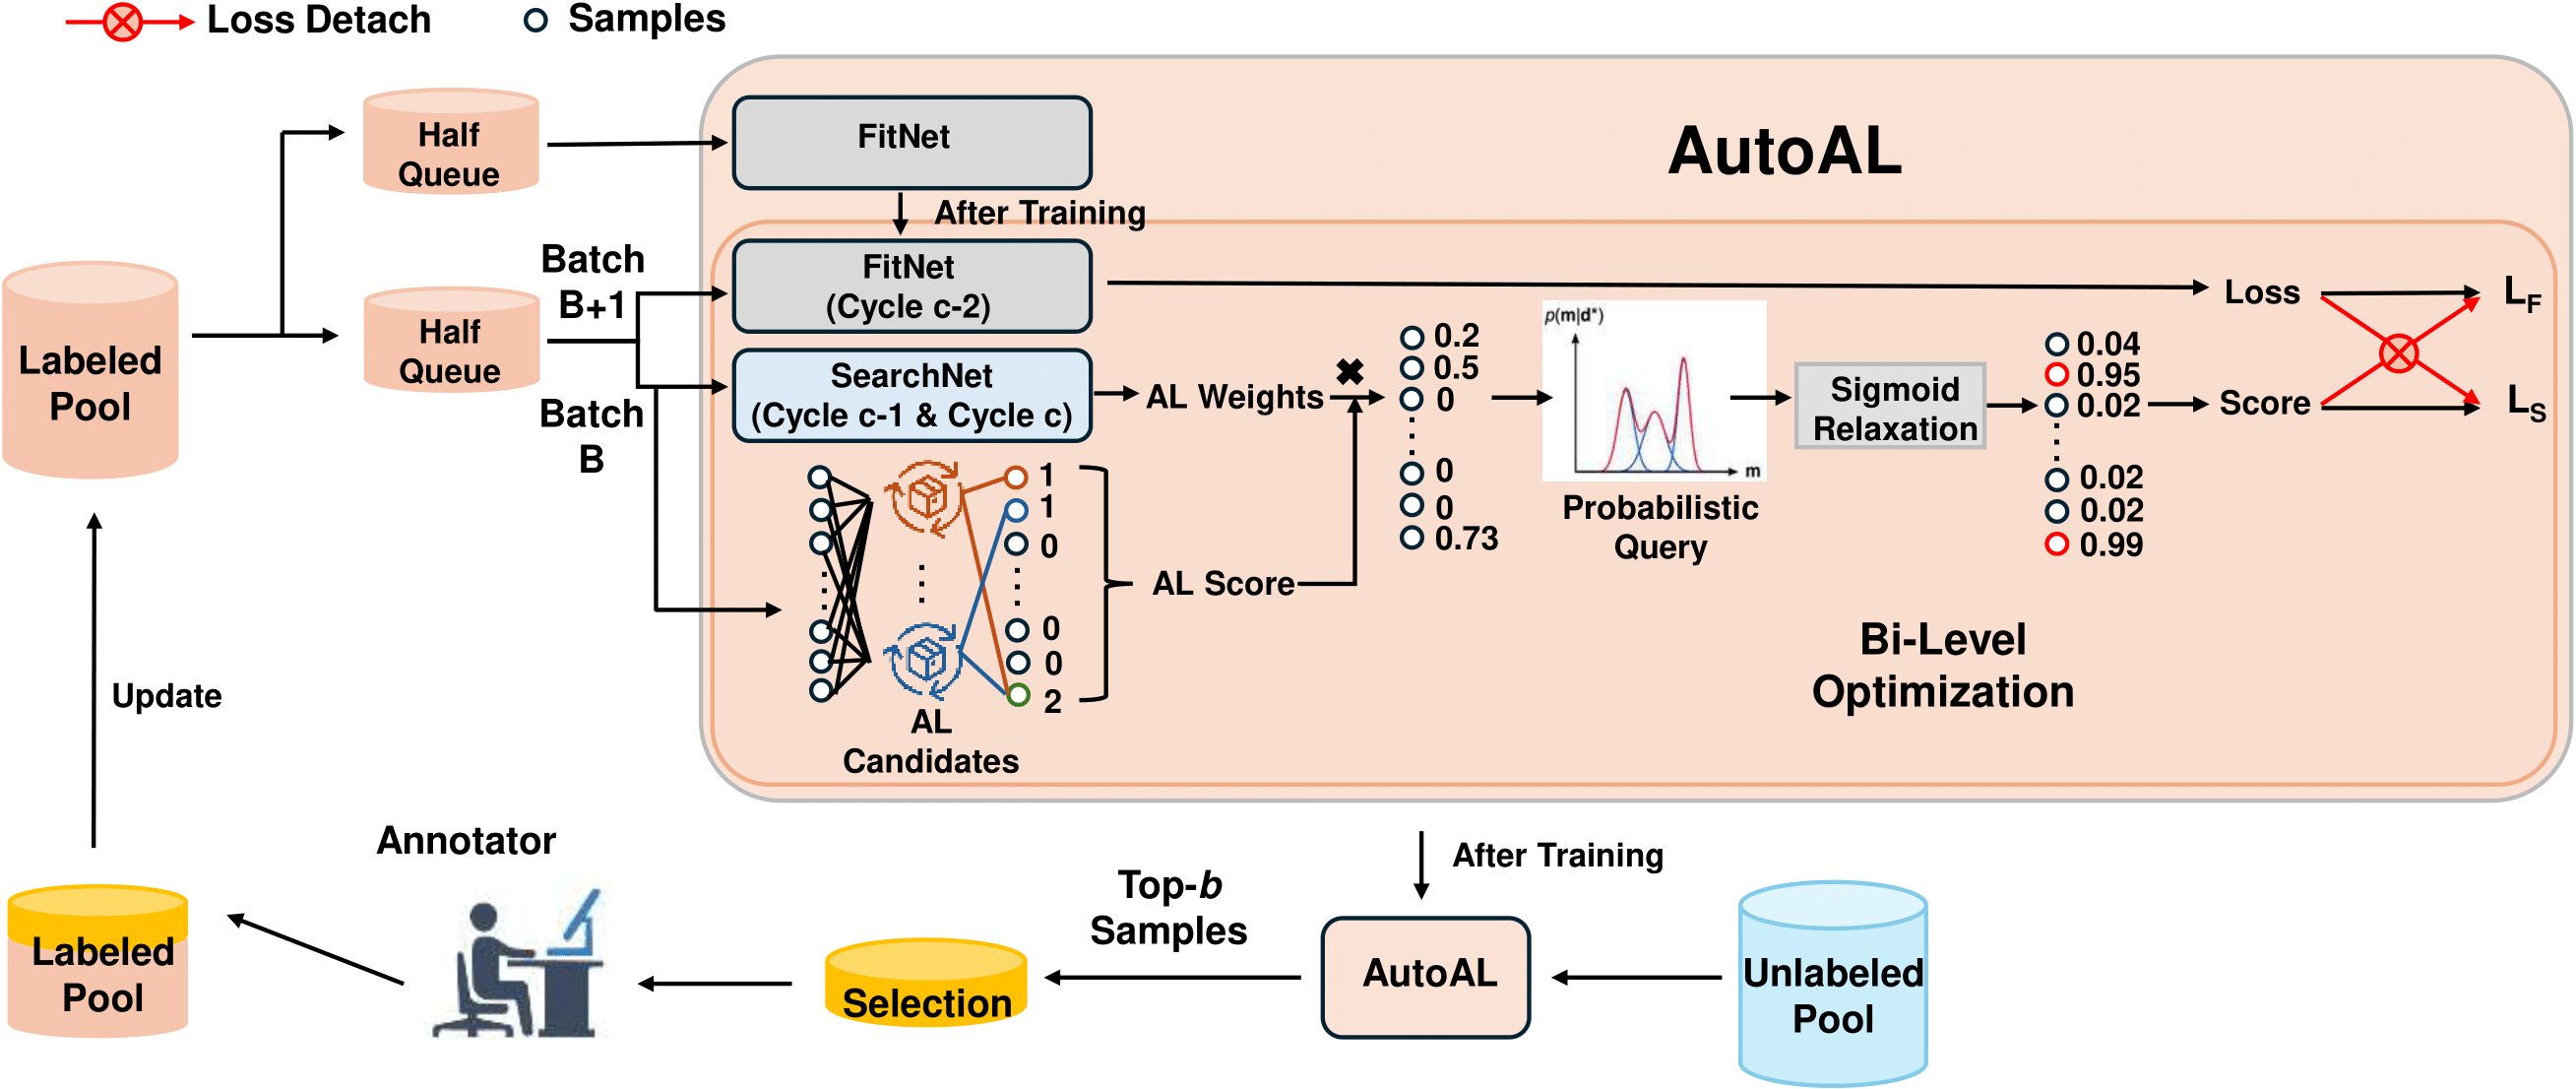 Loss Detach
Samples
Half
Queue
FitNet
AutoAL
After Training
Batch
B+1
FitNet
(Cycle c-2)
Loss
L_F
Labeled
Pool
Half
Queue
SearchNet
(Cycle c-1 & Cycle c)
AL Weights
✖
0.2
0.5
0
0
0
0.73
p(m|d*)
m
Probabilistic
Query
Sigmoid
Relaxation
0.04
0.95
0.02
0.02
0.02
0.99
Score
L_S
Batch
B
1
1
0
0
0
2
AL Score
AL
Candidates
Bi-Level
Optimization
Update
Annotator
After Training
Top-b
Samples
Labeled
Pool
Selection
AutoAL
Unlabeled
Pool